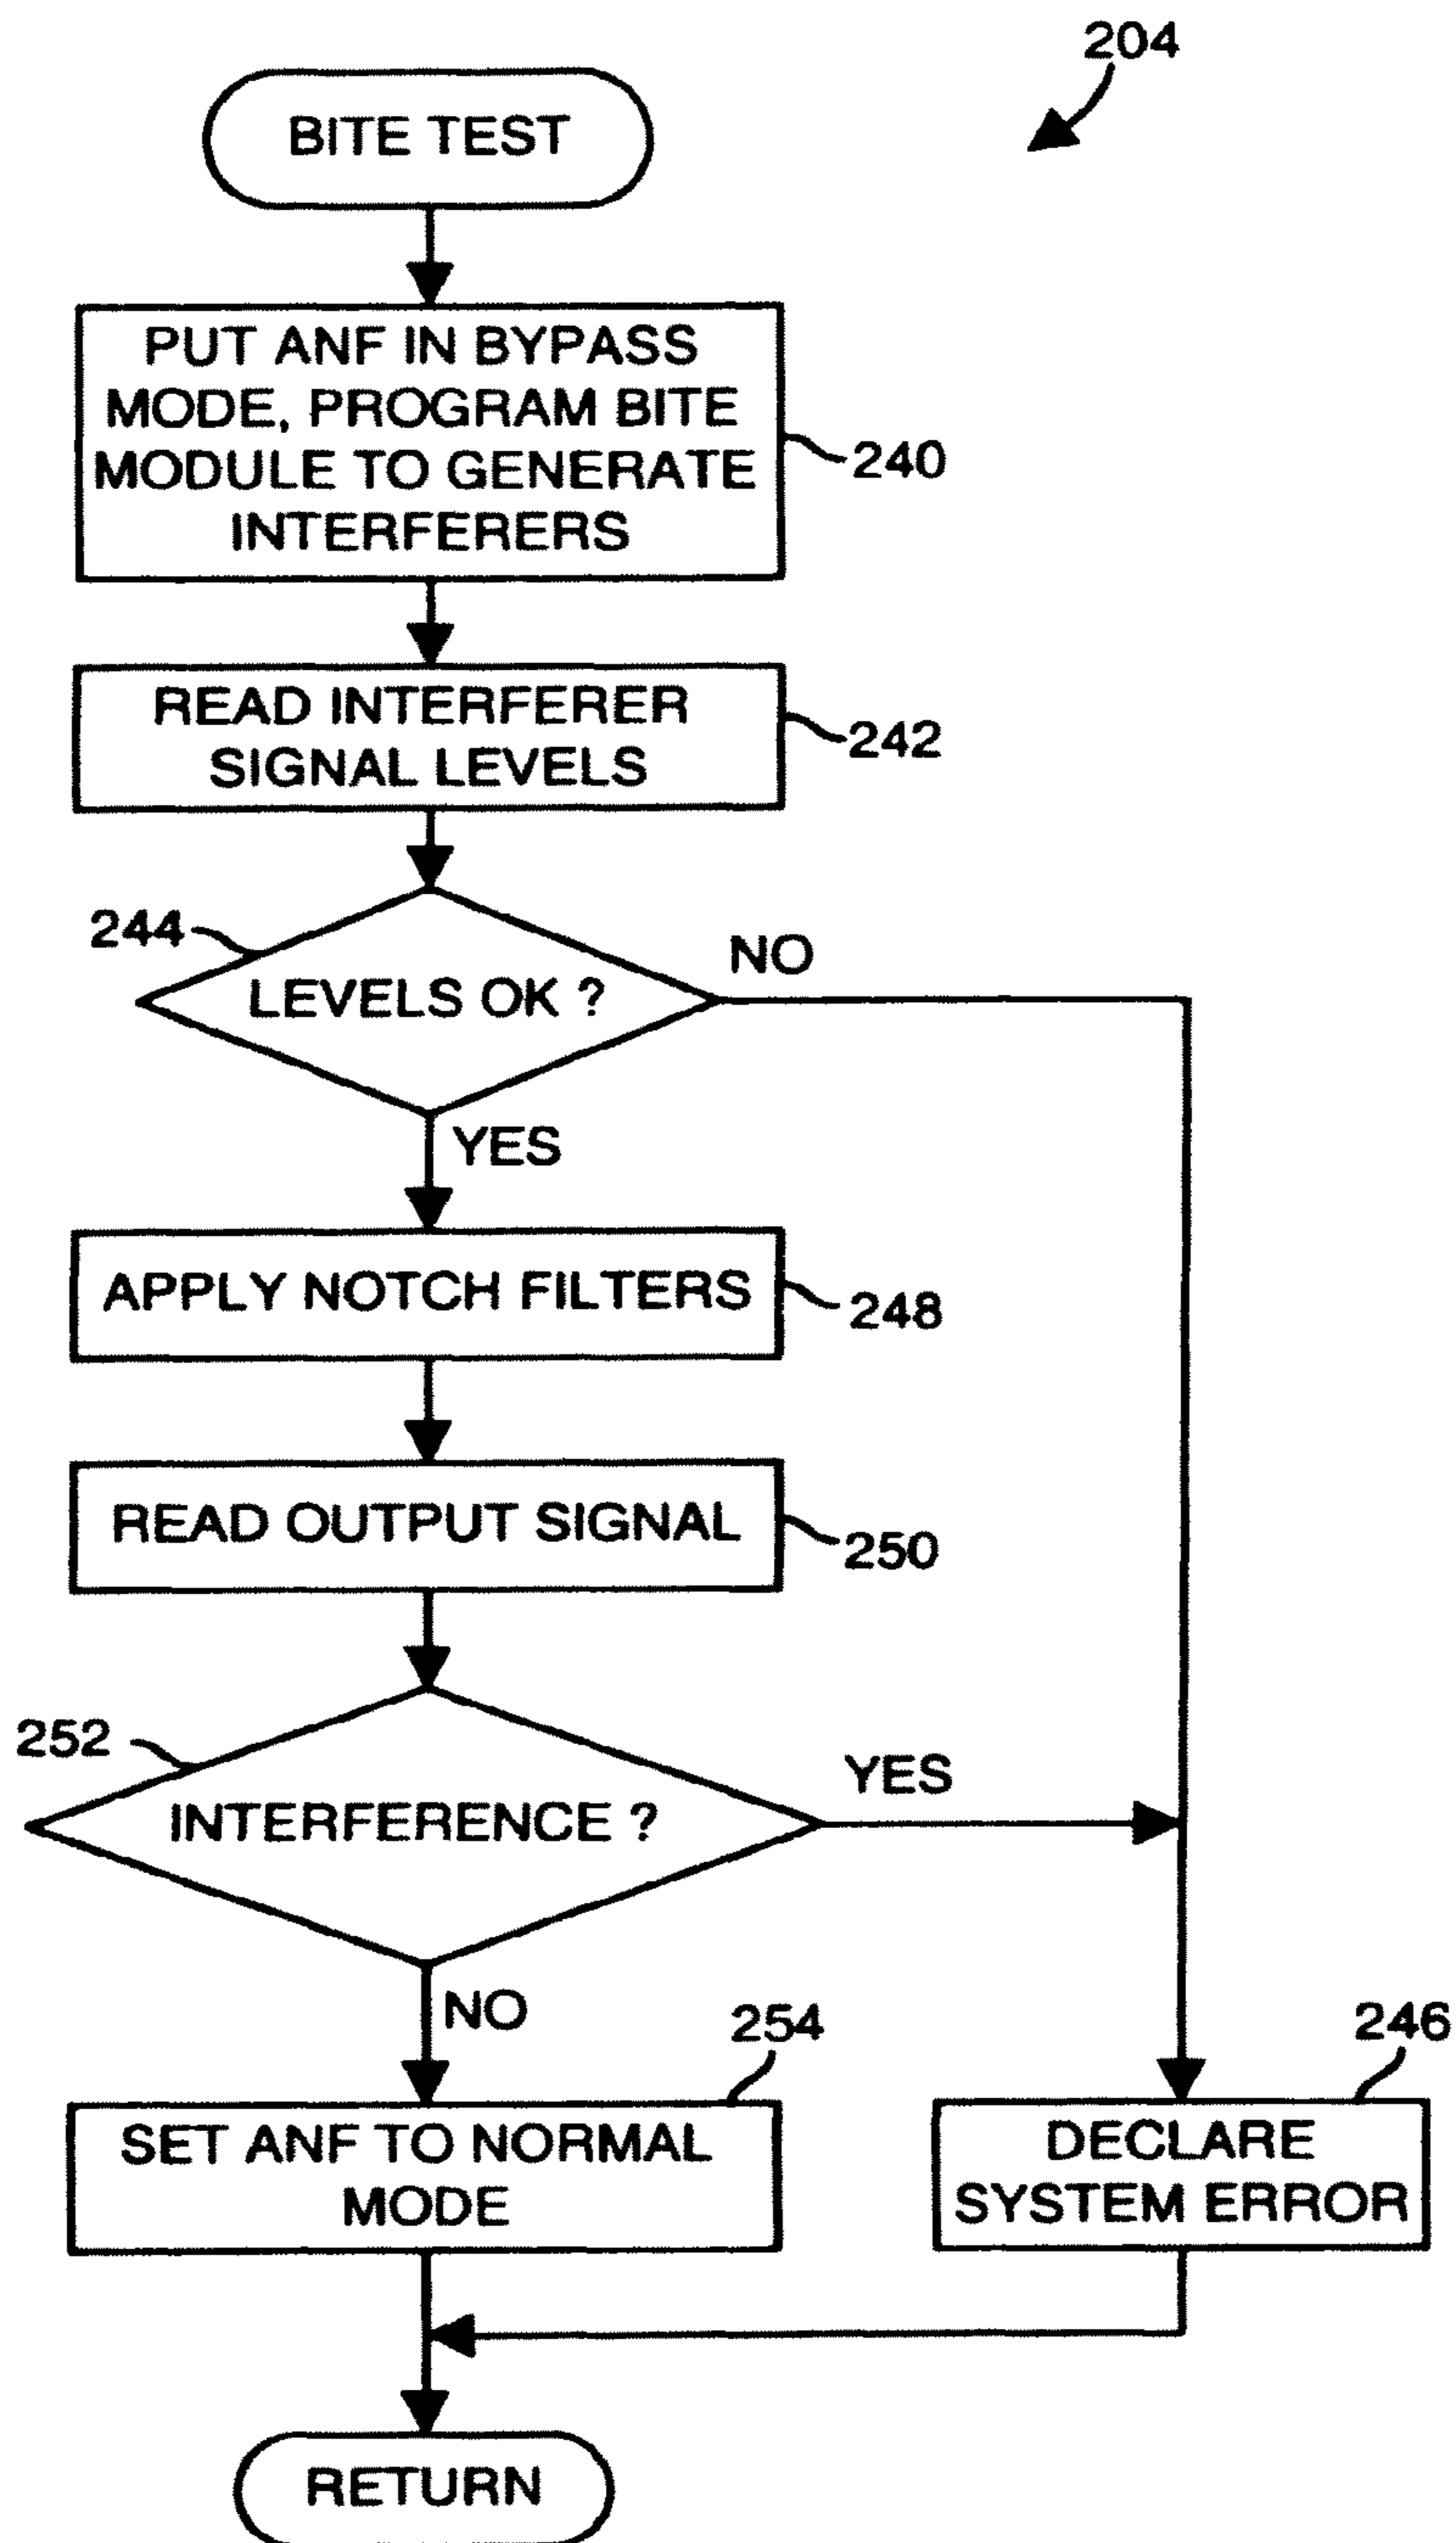 204
BITE TEST
PUT ANF IN BYPASS
MODE, PROGRAM BITE
MODULE TO GENERATE
INTERFERERS
240
READ INTERFERER
SIGNAL LEVELS
242
244
LEVELS OK ?
NO
YES
APPLY NOTCH FILTERS
248
READ OUTPUT SIGNAL
250
252
INTERFERENCE ?
YES
NO
254
SET ANF TO NORMAL
MODE
246
DECLARE
SYSTEM ERROR
RETURN